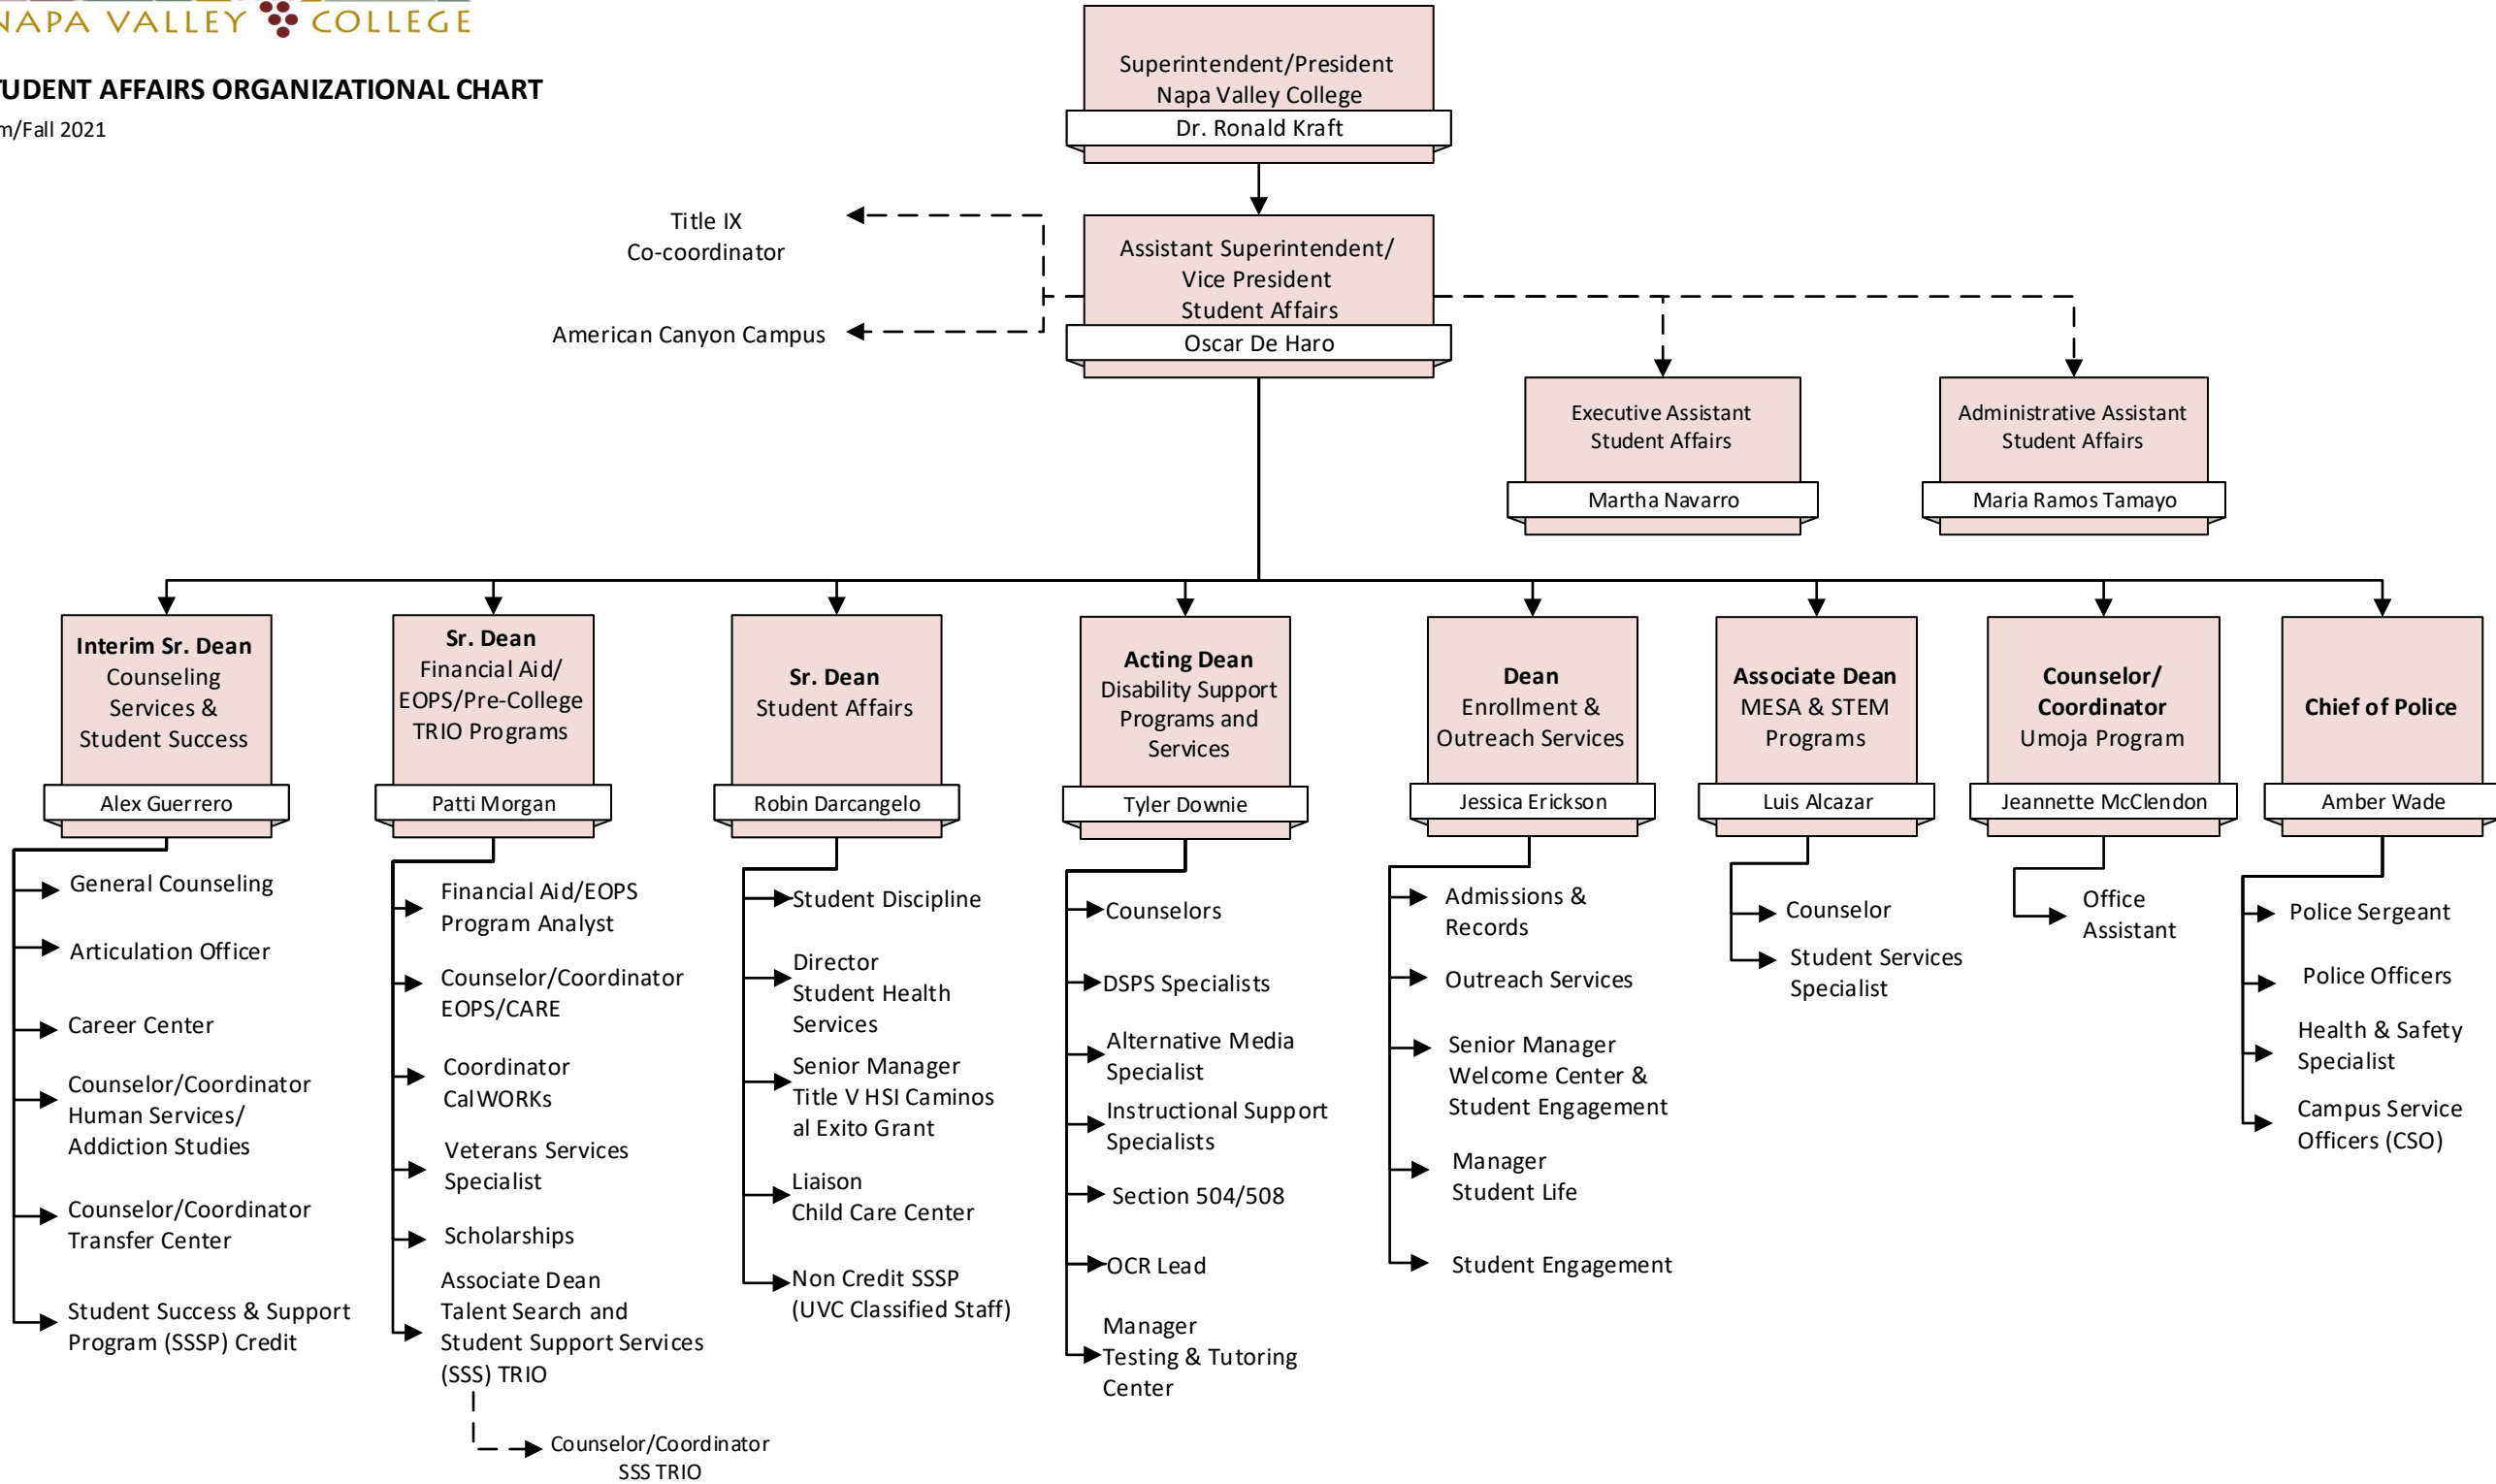 NAPA VALLEY COLLEGE
STUDENT AFFAIRS ORGANIZATIONAL CHART
m/Fall 2021
Superintendent/President
Napa Valley College
Dr. Ronald Kraft
Title IX
Co-coordinator
American Canyon Campus
Assistant Superintendent/
Vice President
Student Affairs
Oscar De Haro
Executive Assistant
Student Affairs
Martha Navarro
Administrative Assistant
Student Affairs
Maria Ramos Tamayo
Interim Sr. Dean
Counseling
Services &
Student Success
Alex Guerrero
General Counseling
Articulation Officer
Career Center
Counselor/Coordinator
Human Services/
Addiction Studies
Counselor/Coordinator
Transfer Center
Student Success & Support
Program (SSSP) Credit
Sr. Dean
Financial Aid/
EOPS/Pre-College
TRIO Programs
Patti Morgan
Financial Aid/EOPS
Program Analyst
Counselor/Coordinator
EOPS/CARE
Coordinator
CalWORKs
Veterans Services
Specialist
Scholarships
Associate Dean
Talent Search and
Student Support Services
(SSS) TRIO
Counselor/Coordinator
SSS TRIO
Sr. Dean
Student Affairs
Robin Darcangelo
Student Discipline
Director
Student Health
Services
Senior Manager
Title V HSI Caminos
al Exito Grant
Liaison
Child Care Center
Non Credit SSSP
(UVC Classified Staff)
Acting Dean
Disability Support
Programs and
Services
Tyler Downie
Counselors
DSPS Specialists
Alternative Media
Specialist
Instructional Support
Specialists
Section 504/508
OCR Lead
Manager
Testing & Tutoring
Center
Dean
Enrollment &
Outreach Services
Jessica Erickson
Admissions &
Records
Outreach Services
Senior Manager
Welcome Center &
Student Engagement
Manager
Student Life
Student Engagement
Associate Dean
MESA & STEM
Programs
Luis Alcazar
Counselor
Student Services
Specialist
Counselor/
Coordinator
Umoja Program
Jeannette McClendon
Office
Assistant
Chief of Police
Amber Wade
Police Sergeant
Police Officers
Health & Safety
Specialist
Campus Service
Officers (CSO)